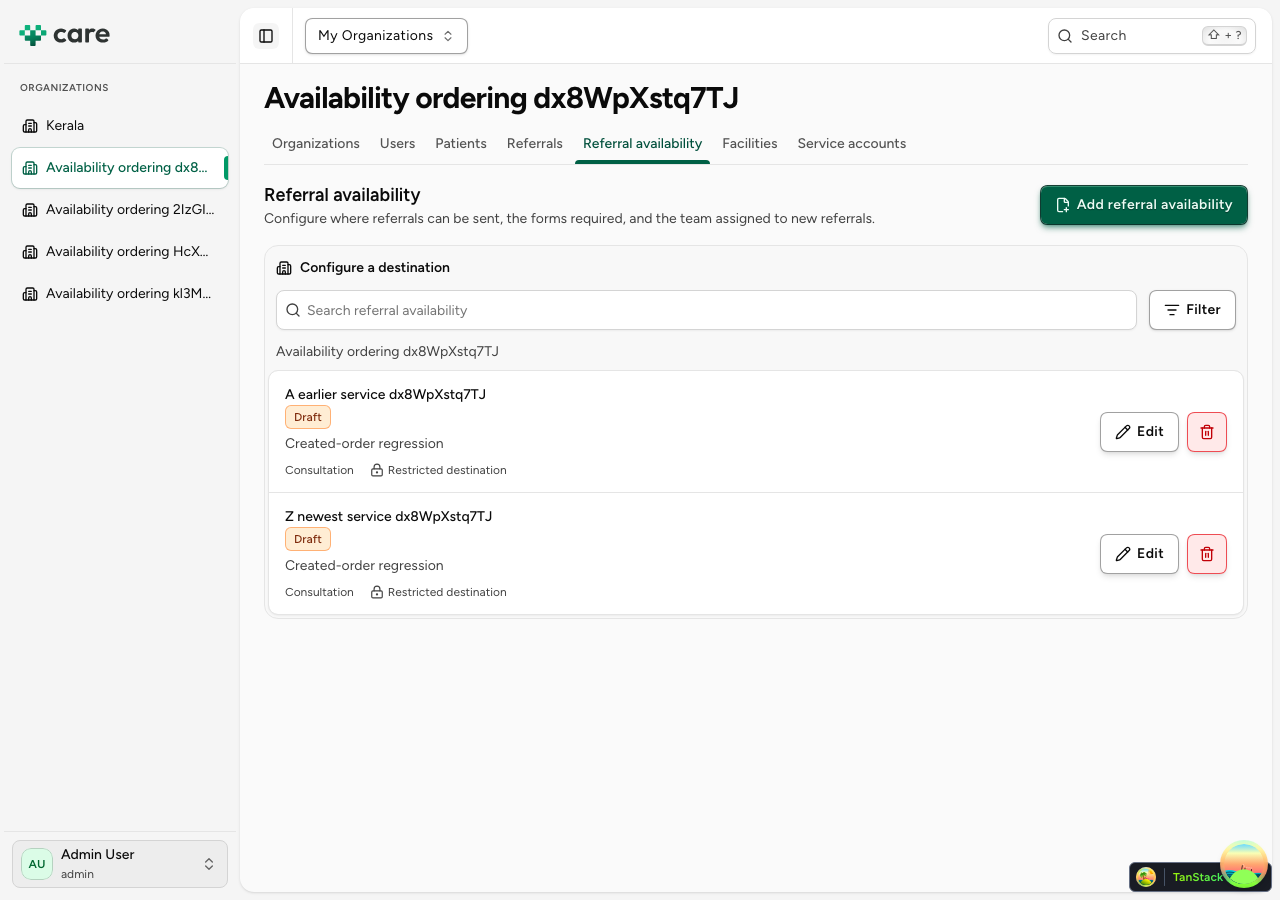 care
My Organizations
Search
+ ?
ORGANIZATIONS
Kerala
Availability ordering dx8...
Availability ordering 2IzGl...
Availability ordering HcX...
Availability ordering kl3M...
Availability ordering dx8WpXstq7TJ
Organizations
Users
Patients
Referrals
Referral availability
Facilities
Service accounts
Referral availability
Configure where referrals can be sent, the forms required, and the team assigned to new referrals.
Add referral availability
Configure a destination
Search referral availability
Filter
Availability ordering dx8WpXstq7TJ
A earlier service dx8WpXstq7TJ
Draft
Created-order regression
Consultation
Restricted destination
Edit
Z newest service dx8WpXstq7TJ
Draft
Created-order regression
Consultation
Restricted destination
Edit
AU
Admin User
admin
TanStack